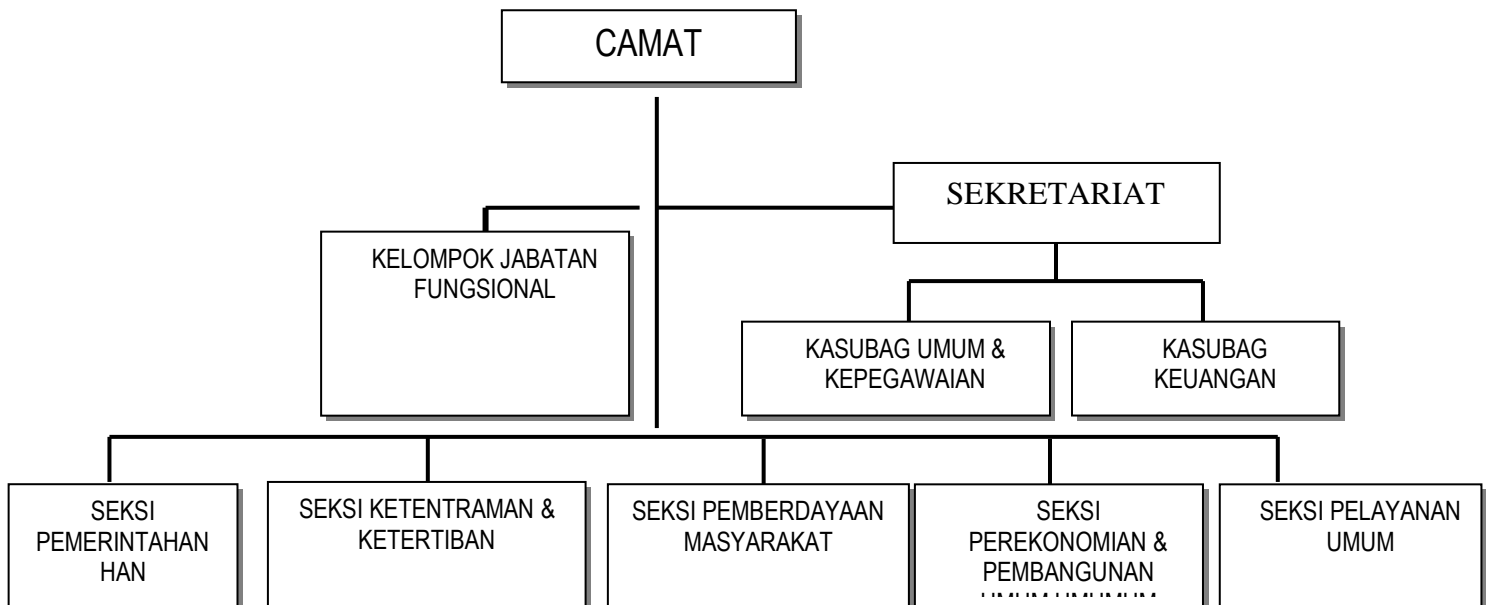 CAMAT
SEKRETARIAT
KELOMPOK JABATAN
FUNGSIONAL
KASUBAG UMUM &
KEPEGAWAIAN
KASUBAG
KEUANGAN
SEKSI
PEMERINTAHAN
HAN
SEKSI KETENTRAMAN &
KETERTIBAN
SEKSI PEMBERDAYAAN
MASYARAKAT
SEKSI
PEREKONOMIAN &
PEMBANGUNAN
SEKSI PELAYANAN
UMUM